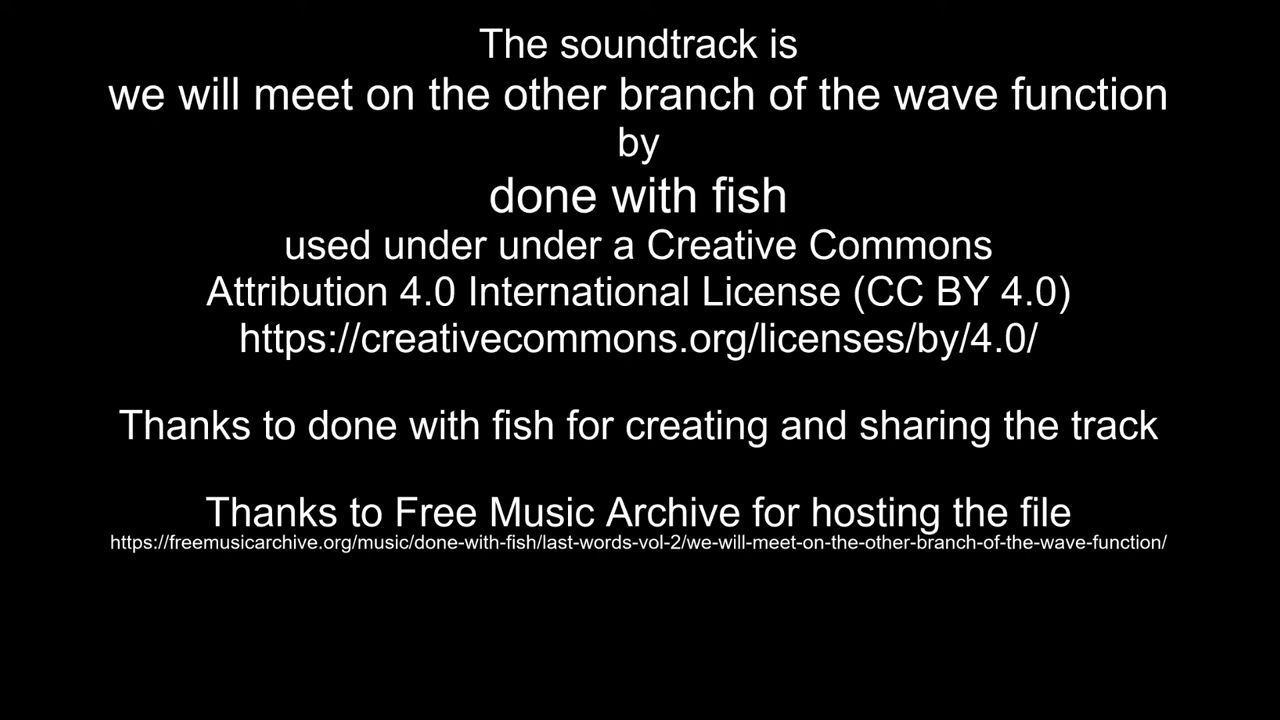 The soundtrack is
we will meet on the other branch of the wave function
by
done with fish
used under under a Creative Commons
Attribution 4.0 International License (CC BY 4.0)
https://creativecommons.org/licenses/by/4.0/
Thanks to done with fish for creating and sharing the track
Thanks to Free Music Archive for hosting the file
https://freemusicarchive.org/music/done-with-fish/last-words-vol-2/we-will-meet-on-the-other-branch-of-the-wave-function/